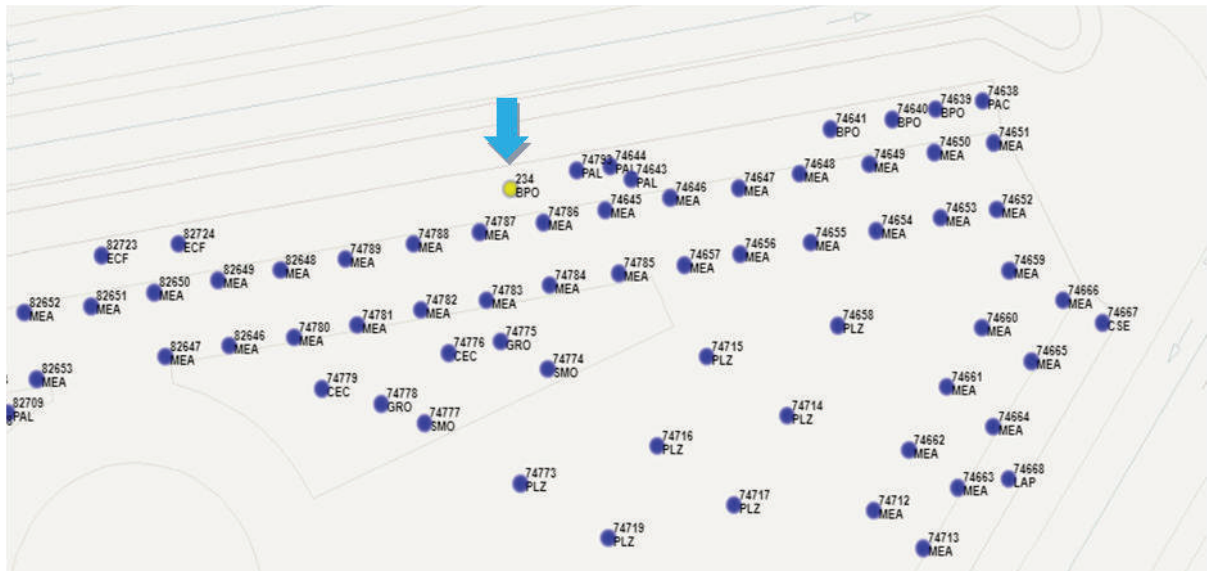 74638
PAC
74639
BPO
74640
BPO
74641
BPO
74651
MEA
74650
MEA
74649
MEA
74648
MEA
74644
PAL
PAL
74643
PAL
234
BPO
74647
MEA
74646
MEA
74645
MEA
74786
MEA
74787
MEA
74788
MEA
74789
MEA
82724
ECF
82723
ECF
82648
MEA
82649
MEA
82650
MEA
82651
MEA
82652
MEA
74652
MEA
74653
MEA
74654
MEA
74655
MEA
74656
MEA
74657
MEA
74785
MEA
74784
MEA
74783
MEA
74782
MEA
74781
MEA
74780
MEA
82646
MEA
82647
MEA
82653
MEA
82709
PAL
74659
MEA
74666
MEA
74667
CSE
74660
MEA
74658
PLZ
74715
PLZ
74775
GRO
74776
CEC
74774
SMO
74779
CEC
74778
GRO
74777
SMO
74665
MEA
74661
MEA
74714
PLZ
74664
MEA
74662
MEA
74716
PLZ
74773
PLZ
74668
LAP
74663
MEA
74717
PLZ
74712
MEA
74719
PLZ
74713
MEA